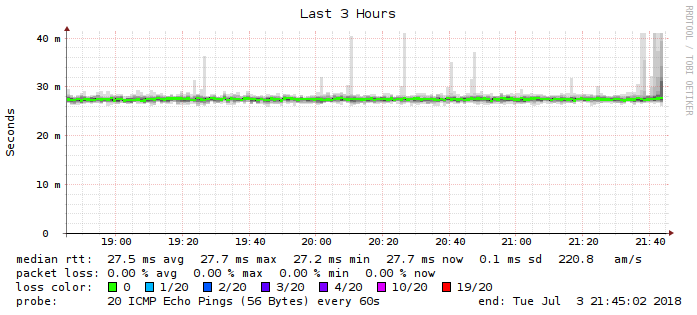 Last 3 Hours
RRDTOOL / TOBI OETIKER
Seconds
40 m
30 m
20 m
10 m
0
19:00 19:20 19:40 20:00 20:20 20:40 21:00 21:20 21:40
median rtt: 27.5 ms avg 27.7 ms max 27.2 ms min 27.7 ms now 0.1 ms sd 220.8 am/s
packet loss: 0.00 % avg 0.00 % max 0.00 % min 0.00 % now
loss color: 0 1/20 2/20 3/20 4/20 10/20 19/20
probe: 20 ICMP Echo Pings (56 Bytes) every 60s end: Tue Jul 3 21:45:02 2018